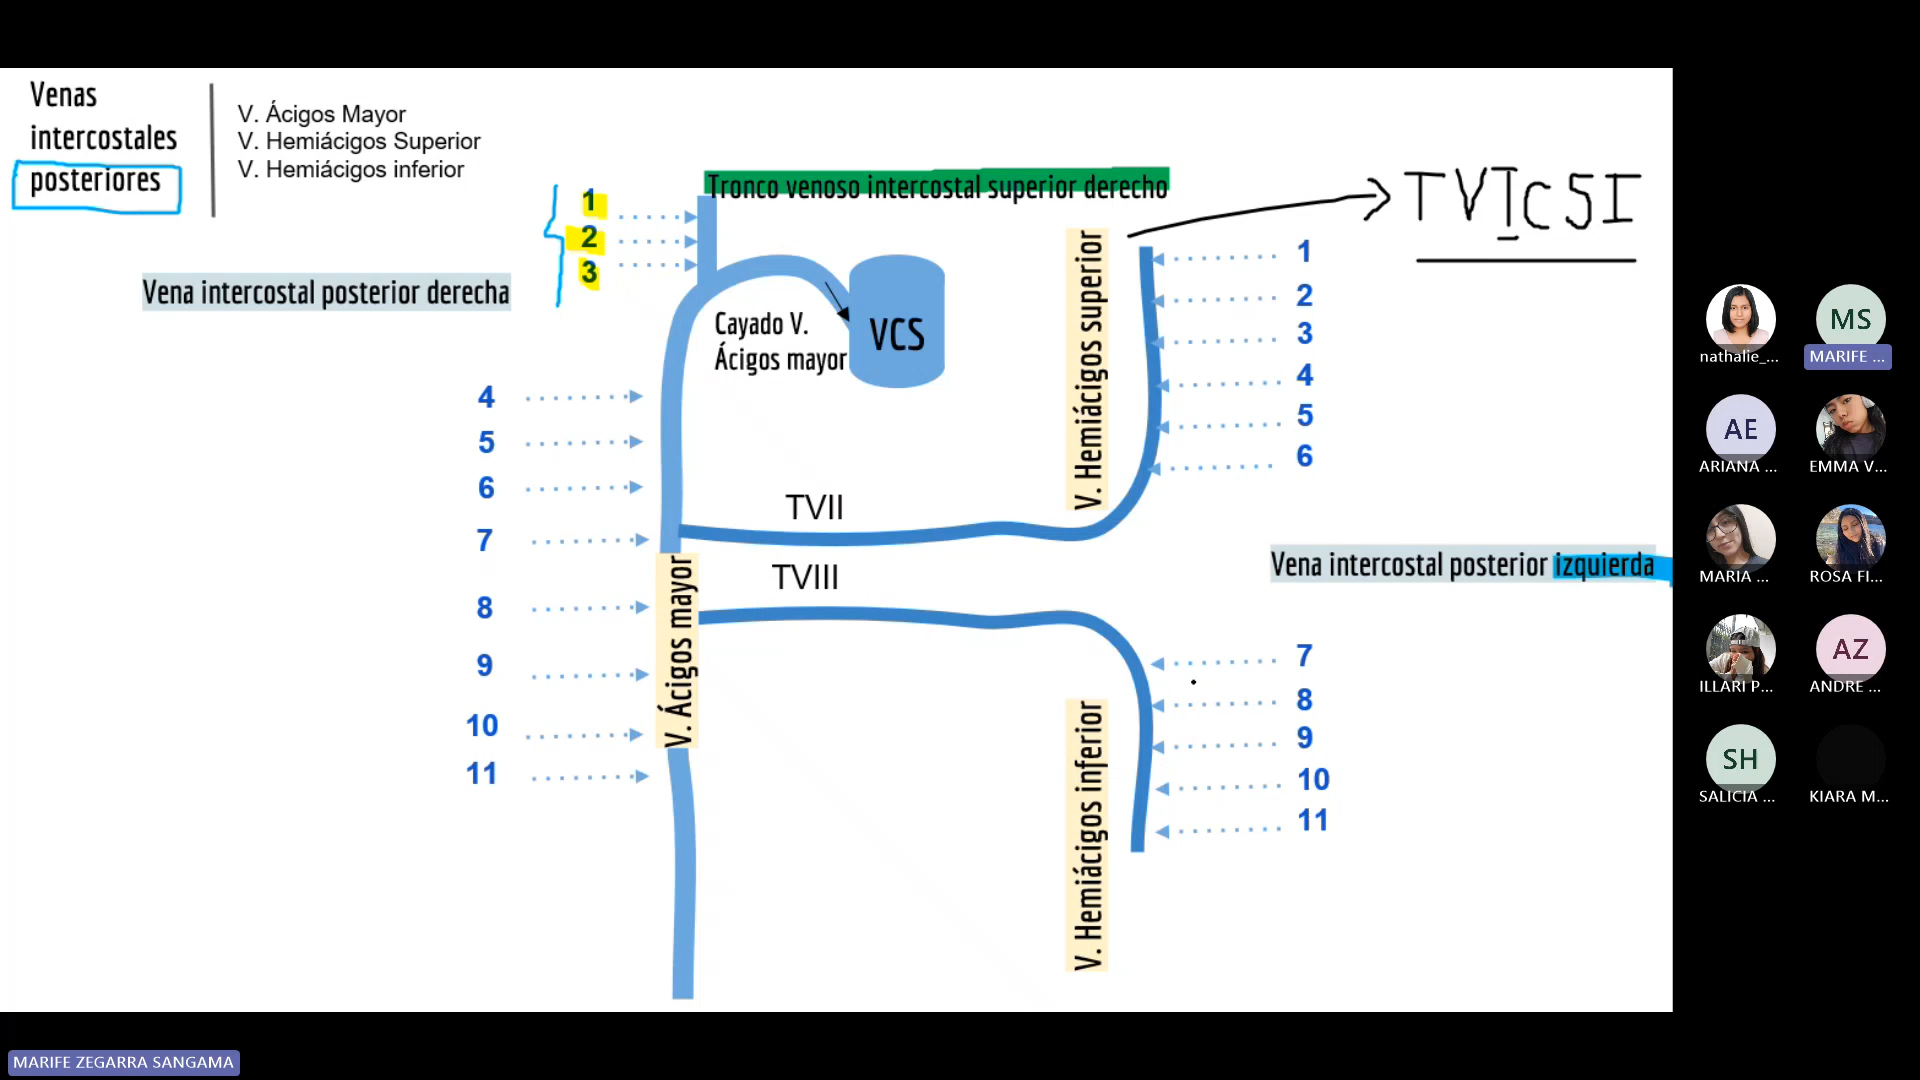 Venas
intercostales
posteriores
V. Ácigos Mayor
V. Hemiácigos Superior
V. Hemiácigos inferior
Tronco venoso intercostal superior derecho
TVICSI
1
2
3
Vena intercostal posterior derecha
Cayado V.
Ácigos mayor
VCS
4
5
6
7
8
9
10
11
V. Ácigos mayor
TVII
TVIII
V. Hemiácigos superior
1
2
3
4
5
6
Vena intercostal posterior izquierda
V. Hemiácigos inferior
7
8
9
10
11
nathalie_...
MS
MARIFE ...
AE
ARIANA ...
EMMA V...
MARIA ...
ROSA FI...
ILLARI P...
AZ
ANDRE ...
SH
SALICIA ...
KIARA M...
MARIFE ZEGARRA SANGAMA